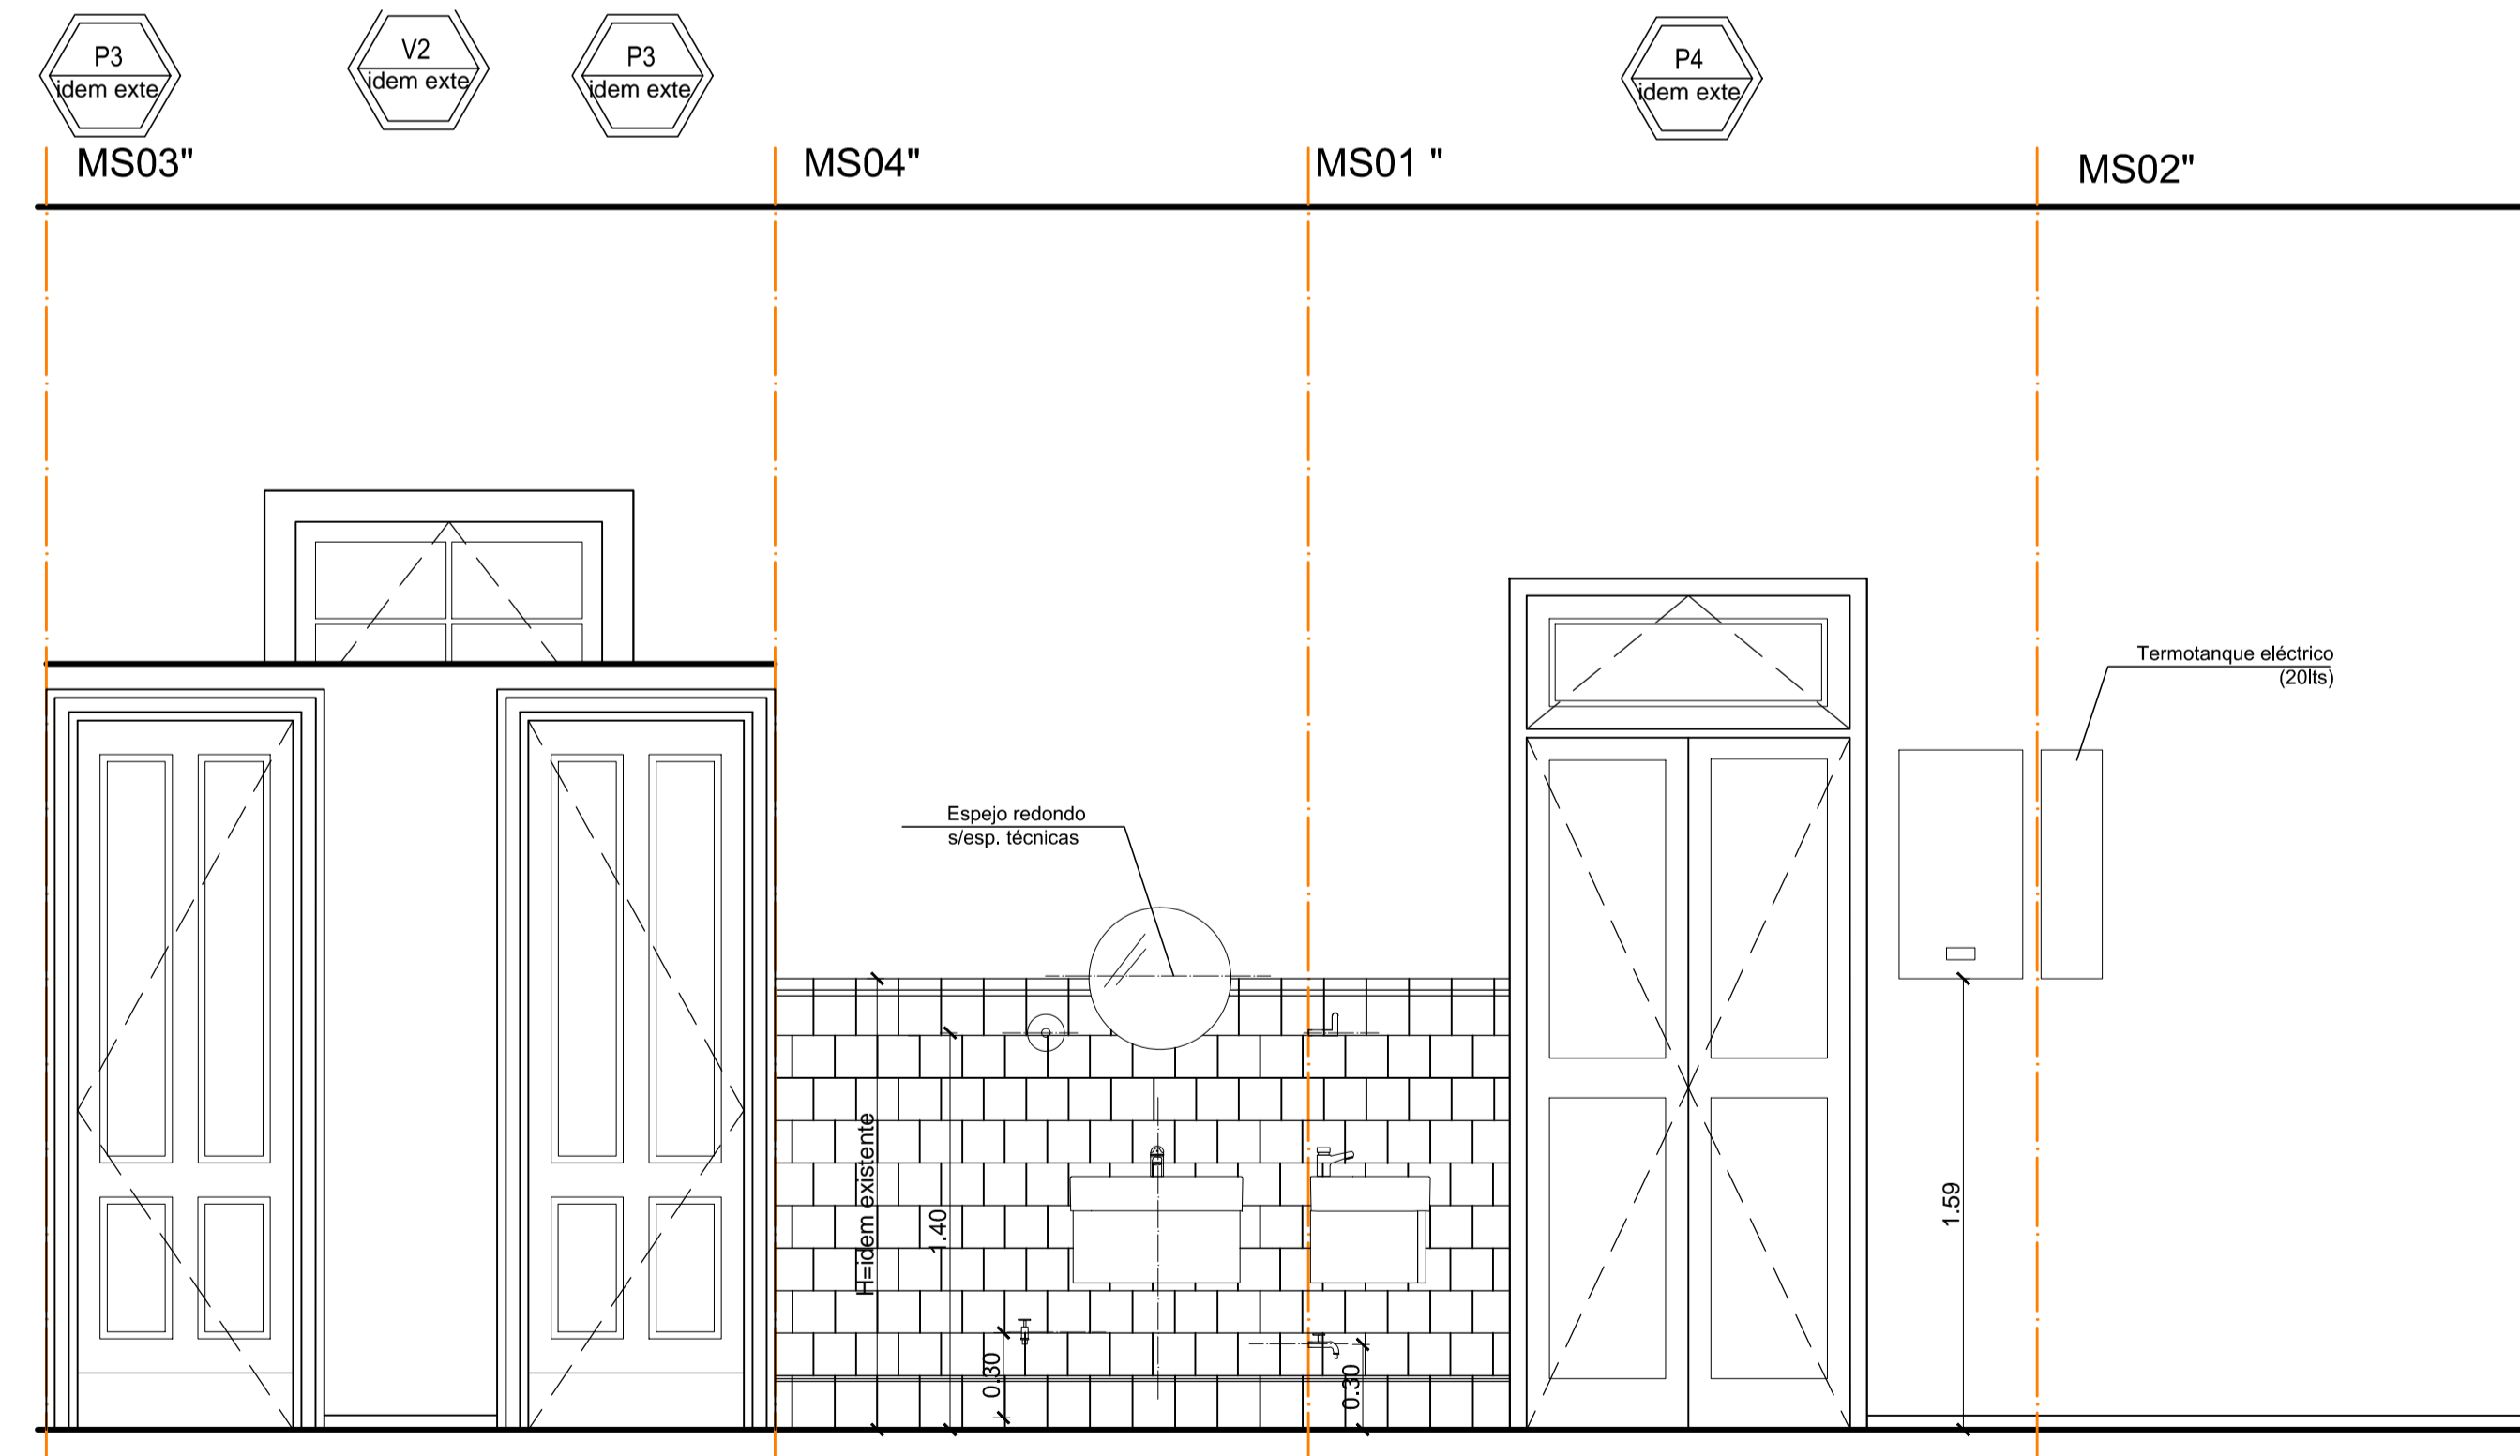 P3
idem exte
V2
idem exte
P3
idem exte
P4
idem exte
MS03"
MS04"
MS01 "
MS02"
Termotanque eléctrico
(20lts)
Espejo redondo
s/esp. técnicas
H=idem existente
1.40
1.59
0.30
0.30